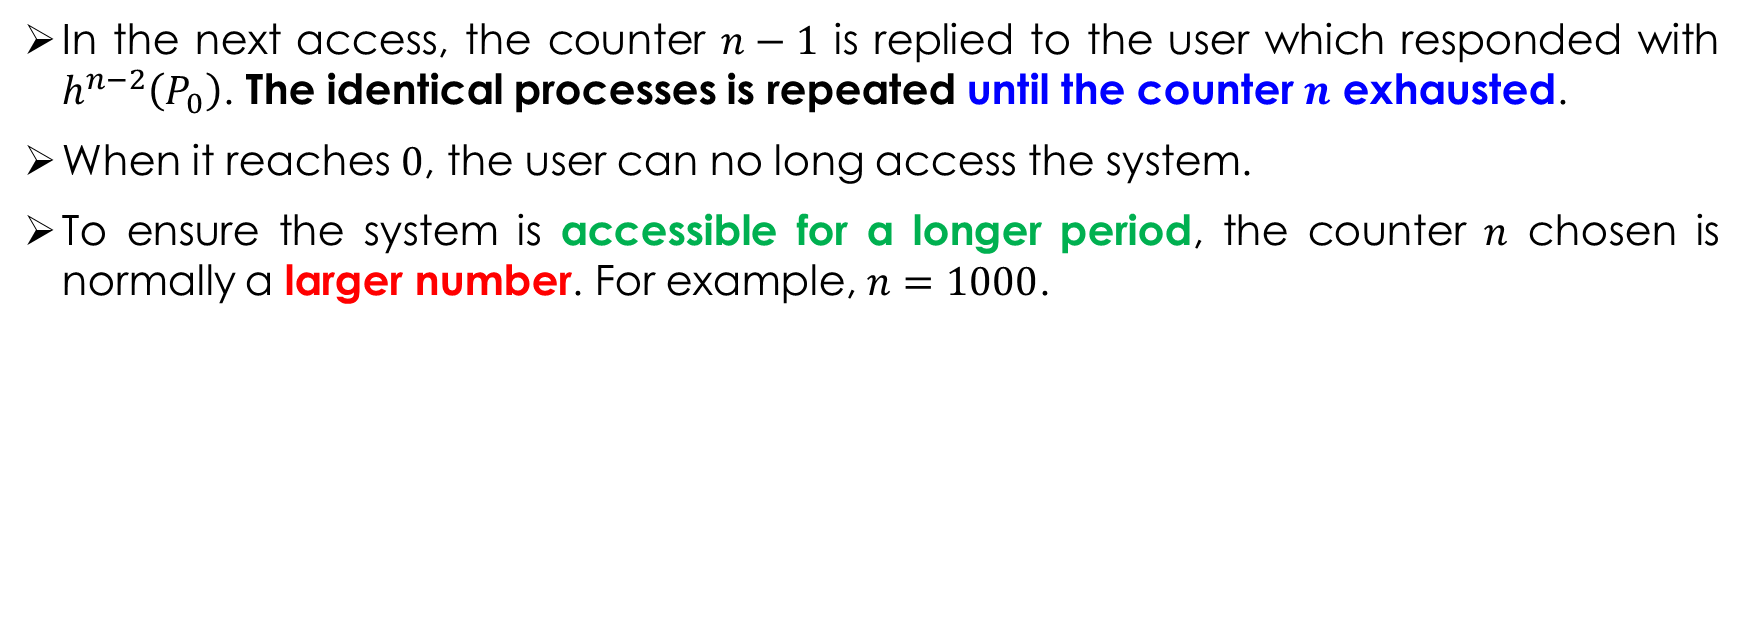 ➢In the next access, the counter 𝑛 − 1 is replied to the user which responded with
ℎⁿ⁻²(𝑃₀). The identical processes is repeated until the counter 𝒏 exhausted.
➢When it reaches 0, the user can no long access the system.
➢To ensure the system is accessible for a longer period, the counter 𝑛 chosen is
normally a larger number. For example, 𝑛 = 1000.